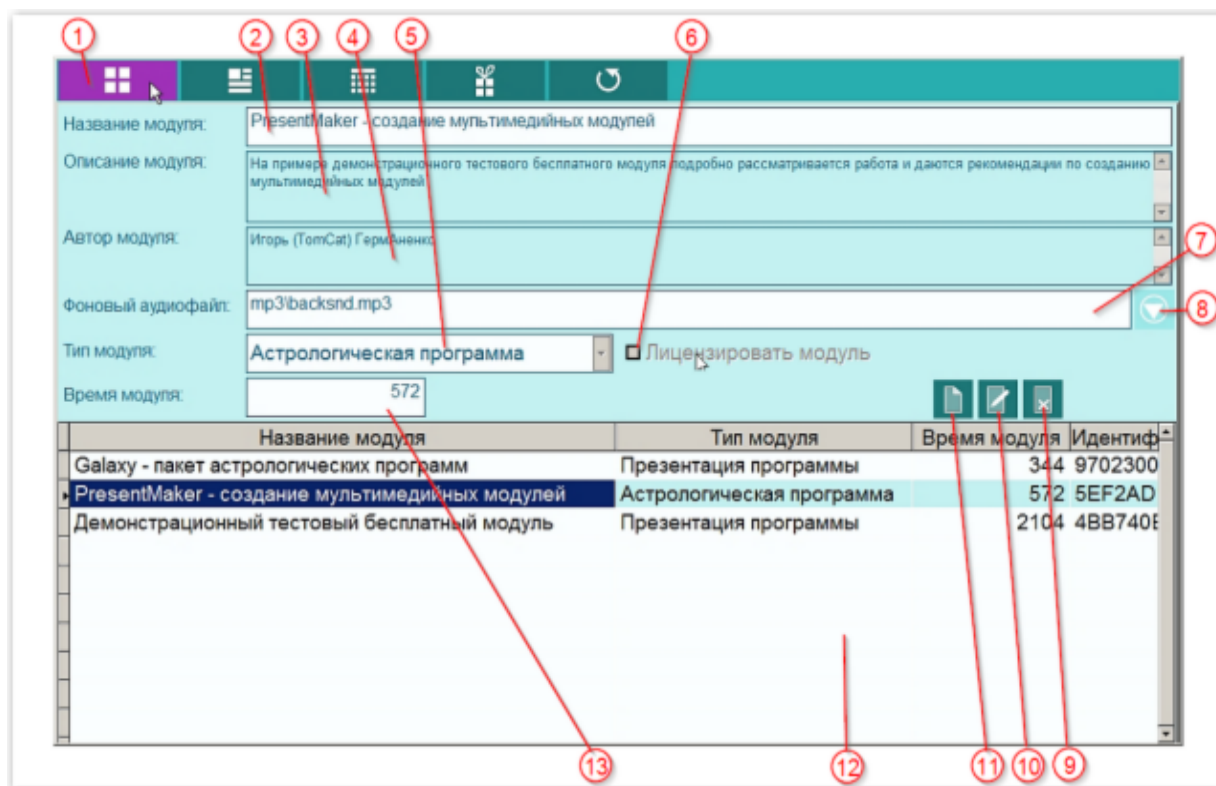 1 2 3 4 5 6
Название модуля: PresentMaker - создание мультимедийных модулей
Описание модуля: На примере демонстрационного тестового бесплатного модуля подробно рассматривается работа и даются рекомендации по созданию
мультимедийных модулей
Автор модуля: Игорь (TomCat) ГермАненко
7
Фоновый аудиофайл: mp3\backsnd.mp3
8
Тип модуля: Астрологическая программа Лицензировать модуль
Время модуля: 572
Название модуля Тип модуля Время модуля Идентиф
Galaxy - пакет астрологических программ Презентация программы 344 9702300
PresentMaker - создание мультимедийных модулей Астрологическая программа 572 5EF2AD
Демонстрационный тестовый бесплатный модуль Презентация программы 2104 4BB740E
13 12 11 10 9